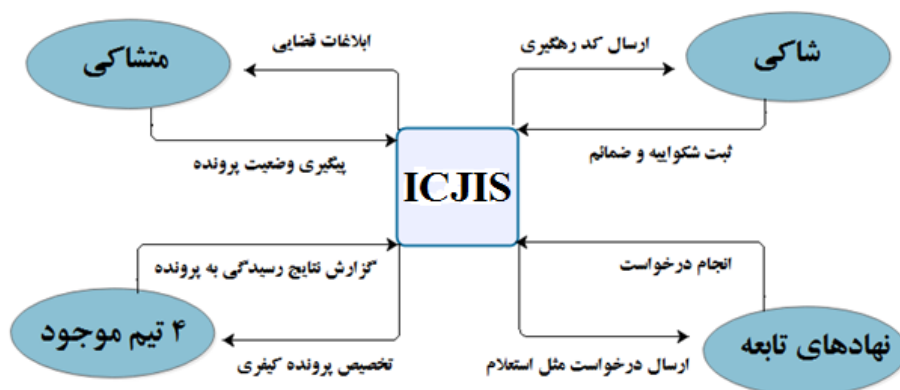 شاکی
ارسال کد رهگیری
ثبت شکواییه و ضمائم
متشاکی
ابلاغات قضایی
پیگیری وضعیت پرونده
ICJIS
نهادهای تابعه
انجام درخواست
ارسال درخواست مثل استعلام
۴ تیم موجود
گزارش نتایج رسیدگی به پرونده
تخصیص پرونده کیفری